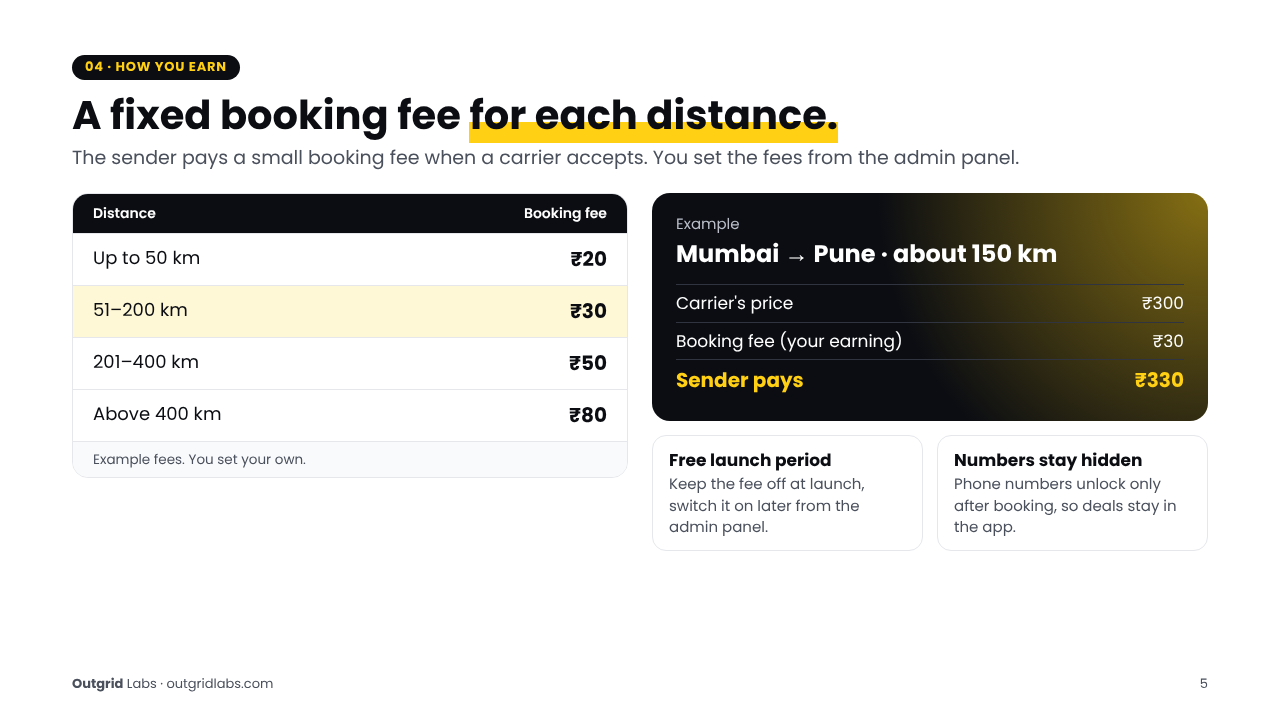 04 · HOW YOU EARN
A fixed booking fee for each distance.
The sender pays a small booking fee when a carrier accepts. You set the fees from the admin panel.
Distance Booking fee
Up to 50 km ₹20
51–200 km ₹30
201–400 km ₹50
Above 400 km ₹80
Example fees. You set your own.
Example
Mumbai → Pune · about 150 km
Carrier's price ₹300
Booking fee (your earning) ₹30
Sender pays ₹330
Free launch period
Keep the fee off at launch,
switch it on later from the
admin panel.
Numbers stay hidden
Phone numbers unlock only
after booking, so deals stay in
the app.
Outgrid Labs · outgridlabs.com 5